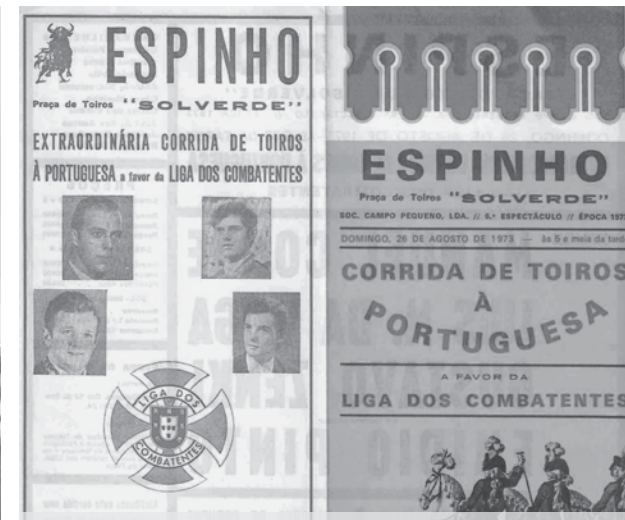 ESPINHO
Praça de Toiros "SOLVERDE"
EXTRAORDINÁRIA CORRIDA DE TOIROS
À PORTUGUESA a favor da LIGA DOS COMBATENTES
LIGA DOS
COMBATENTES
ESPINHO
Praça de Toiros "SOLVERDE"
SOC. CAMPO PEQUENO, LDA. // 6.º ESPECTÁCULO // ÉPOCA 197
DOMINGO, 26 DE AGOSTO DE 1973 — às 5 e meia da tard
CORRIDA DE TOIROS
À
PORTUGUESA
A FAVOR DA
LIGA DOS COMBATENTES